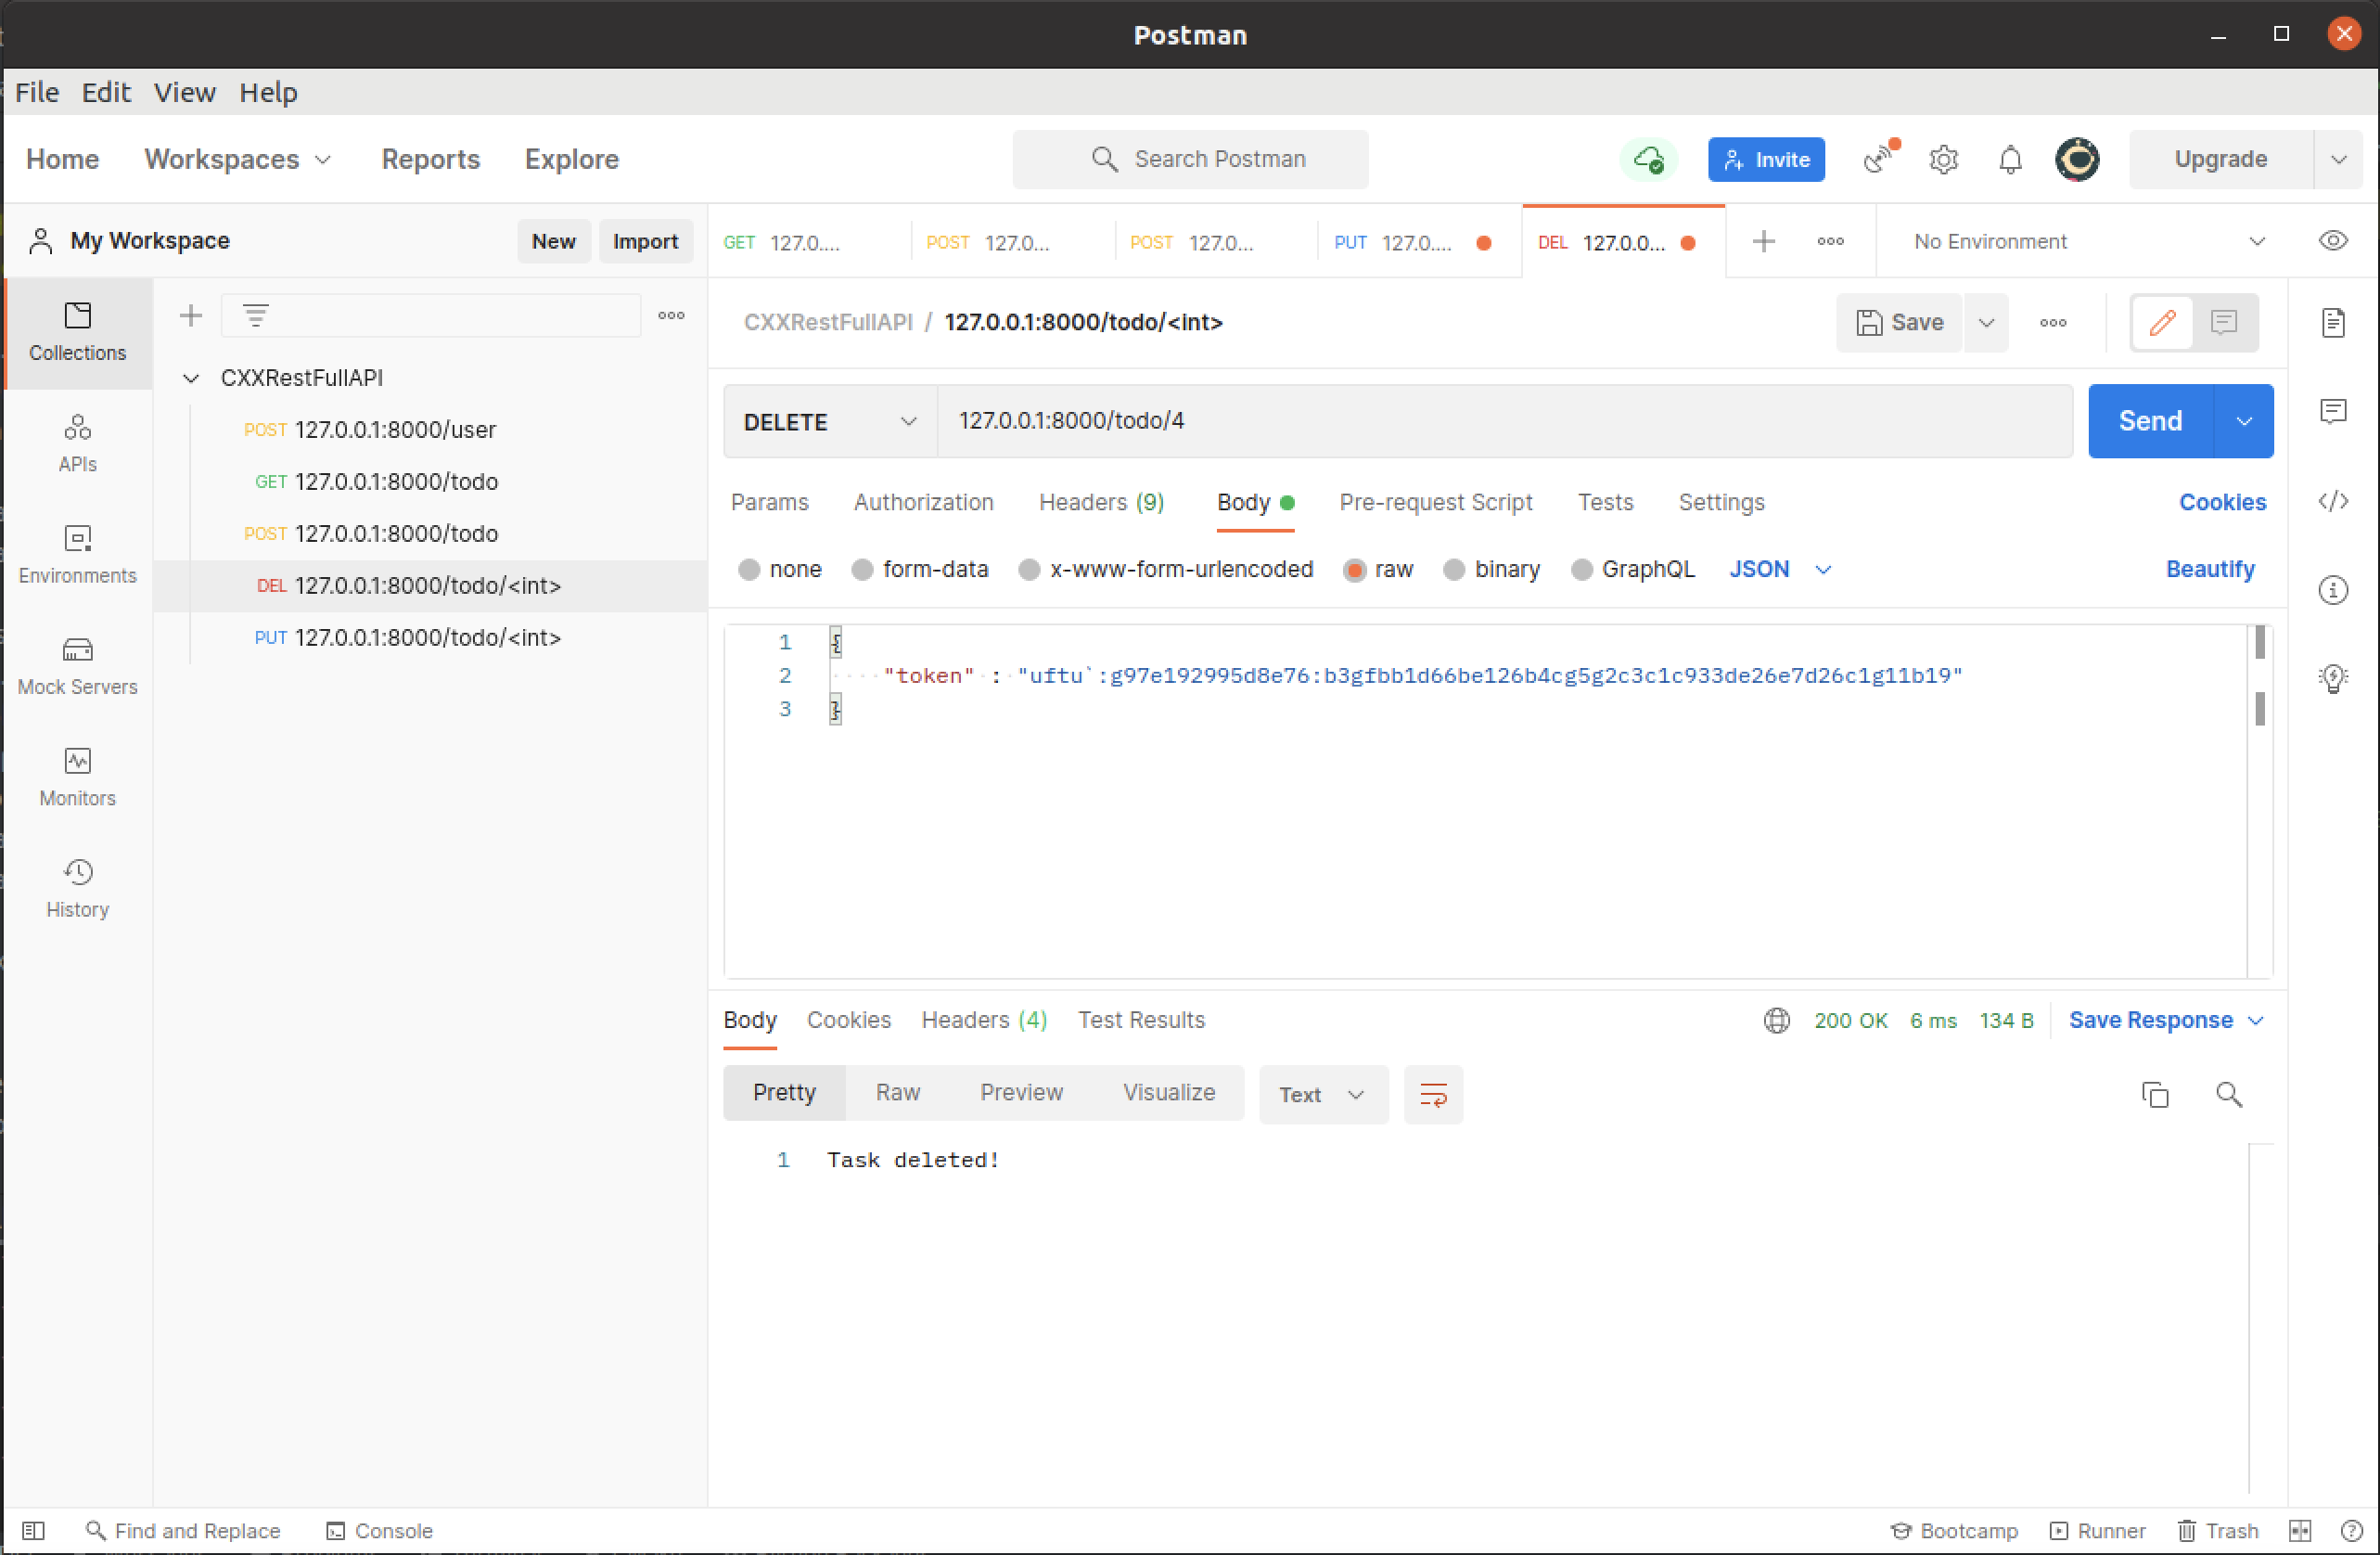 Postman
File Edit View Help
Home Workspaces Reports Explore Search Postman Invite Upgrade
My Workspace New Import
GET 127.0.... POST 127.0... POST 127.0... PUT 127.0.... DEL 127.0.0... No Environment
Collections
APIs
Environments
Mock Servers
Monitors
History
CXXRestFullAPI
POST 127.0.0.1:8000/user
GET 127.0.0.1:8000/todo
POST 127.0.0.1:8000/todo
DEL 127.0.0.1:8000/todo/<int>
PUT 127.0.0.1:8000/todo/<int>
CXXRestFullAPI / 127.0.0.1:8000/todo/<int> Save
DELETE 127.0.0.1:8000/todo/4 Send
Params Authorization Headers (9) Body Pre-request Script Tests Settings Cookies
none form-data x-www-form-urlencoded raw binary GraphQL JSON Beautify
1 {
2 "token" : "uftu`:g97e192995d8e76:b3gfbb1d66be126b4cg5g2c3c1c933de26e7d26c1g11b19"
3 }
Body Cookies Headers (4) Test Results 200 OK 6 ms 134 B Save Response
Pretty Raw Preview Visualize Text
1 Task deleted!
Find and Replace Console Bootcamp Runner Trash